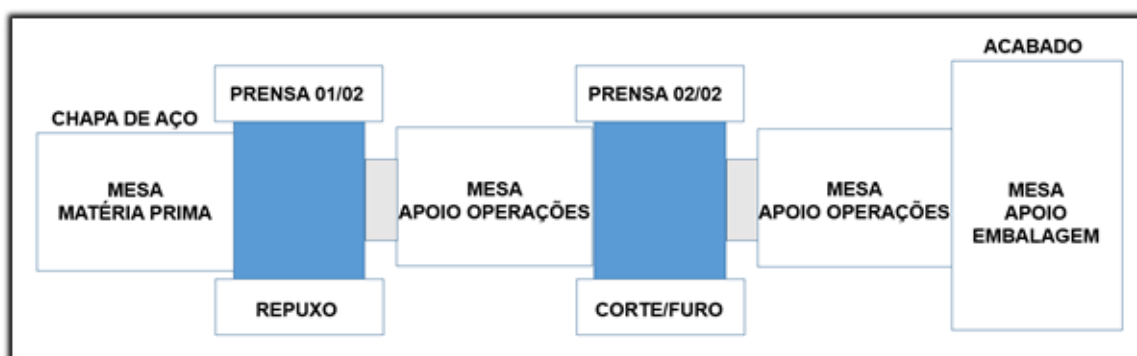 CHAPA DE AÇO
MESA
MATÉRIA PRIMA
PRENSA 01/02
REPUXO
MESA
APOIO OPERAÇÕES
PRENSA 02/02
CORTE/FURO
MESA
APOIO OPERAÇÕES
ACABADO
MESA
APOIO
EMBALAGEM